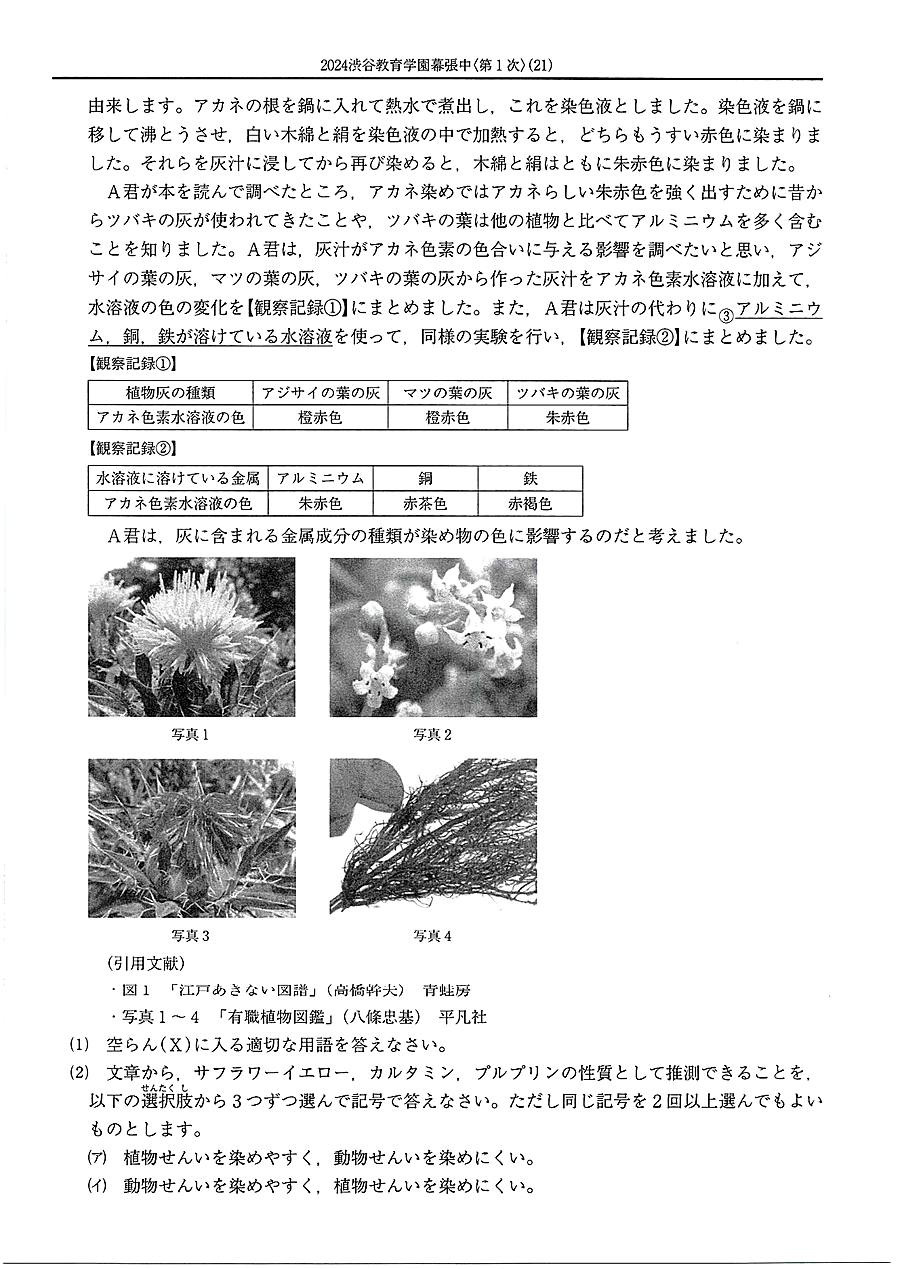 2024渋谷教育学園幕張中〈第1次〉(21)
由来します。アカネの根を鍋に入れて熱水で煮出し，これを染色液としました。染色液を鍋に
移して沸とうさせ，白い木綿と絹を染色液の中で加熱すると，どちらもうすい赤色に染まりま
した。それらを灰汁に浸してから再び染めると，木綿と絹はともに朱赤色に染まりました。
A君が本を読んで調べたところ，アカネ染めではアカネらしい朱赤色を強く出すために昔か
らツバキの灰が使われてきたことや，ツバキの葉は他の植物と比べてアルミニウムを多く含む
ことを知りました。A君は，灰汁がアカネ色素の色合いに与える影響を調べたいと思い，アジ
サイの葉の灰，マツの葉の灰，ツバキの葉の灰から作った灰汁をアカネ色素水溶液に加えて，
水溶液の色の変化を【観察記録①】にまとめました。また，A君は灰汁の代わりに③アルミニウ
ム，銅，鉄が溶けている水溶液を使って，同様の実験を行い，【観察記録②】にまとめました。
【観察記録①】
植物灰の種類 アジサイの葉の灰 マツの葉の灰 ツバキの葉の灰
アカネ色素水溶液の色 橙赤色 橙赤色 朱赤色
【観察記録②】
水溶液に溶けている金属 アルミニウム 銅 鉄
アカネ色素水溶液の色 朱赤色 赤茶色 赤褐色
A君は，灰に含まれる金属成分の種類が染め物の色に影響するのだと考えました。
写真1 写真2
写真3 写真4
(引用文献)
・図1 「江戸あきない図譜」(高橋幹夫) 青蛙房
・写真1～4 「有職植物図鑑」(八條忠基) 平凡社
(1) 空らん(X)に入る適切な用語を答えなさい。
(2) 文章から，サフラワーイエロー，カルタミン，プルプリンの性質として推測できることを，
せんたくし
以下の選択肢から3つずつ選んで記号で答えなさい。ただし同じ記号を2回以上選んでもよい
ものとします。
(ア) 植物せんいを染めやすく，動物せんいを染めにくい。
(イ) 動物せんいを染めやすく，植物せんいを染めにくい。